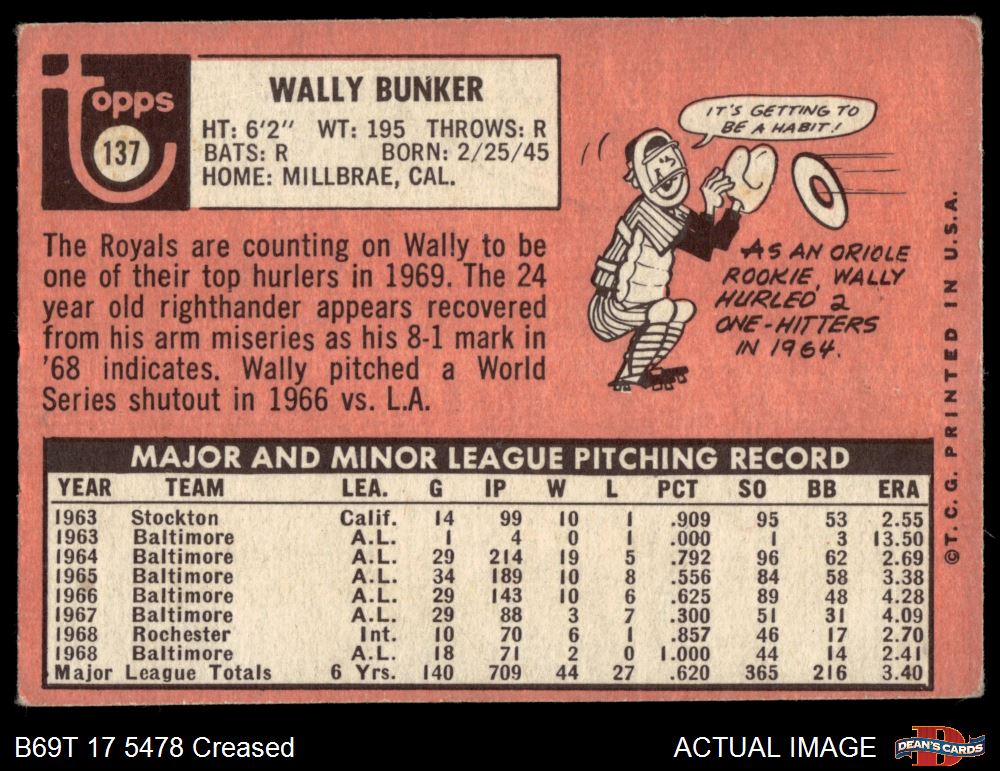 topps
137
WALLY BUNKER
HT: 6'2" WT: 195 THROWS: R
BATS: R BORN: 2/25/45
HOME: MILLBRAE, CAL.
The Royals are counting on Wally to be
one of their top hurlers in 1969. The 24
year old righthander appears recovered
from his arm miseries as his 8-1 mark in
'68 indicates. Wally pitched a World
Series shutout in 1966 vs. L.A.
IT'S GETTING TO
BE A HABIT!
AS AN ORIOLE
ROOKIE, WALLY
HURLED 2
ONE-HITTERS
IN 1964.
MAJOR AND MINOR LEAGUE PITCHING RECORD
YEAR TEAM LEA. G IP W L PCT SO BB ERA
1963 Stockton Calif. 14 99 10 1 .909 95 53 2.55
1963 Baltimore A.L. 1 4 0 1 .000 1 3 13.50
1964 Baltimore A.L. 29 214 19 5 .792 96 62 2.69
1965 Baltimore A.L. 34 189 10 8 .556 84 58 3.38
1966 Baltimore A.L. 29 143 10 6 .625 89 48 4.28
1967 Baltimore A.L. 29 88 3 7 .300 51 31 4.09
1968 Rochester Int. 10 70 6 1 .857 46 17 2.70
1968 Baltimore A.L. 18 71 2 0 1.000 44 14 2.41
Major League Totals 6 Yrs. 140 709 44 27 .620 365 216 3.40
©T. C. G. PRINTED IN U.S.A.
B69T 17 5478 Creased
ACTUAL IMAGE
D
DEAN'S CARDS